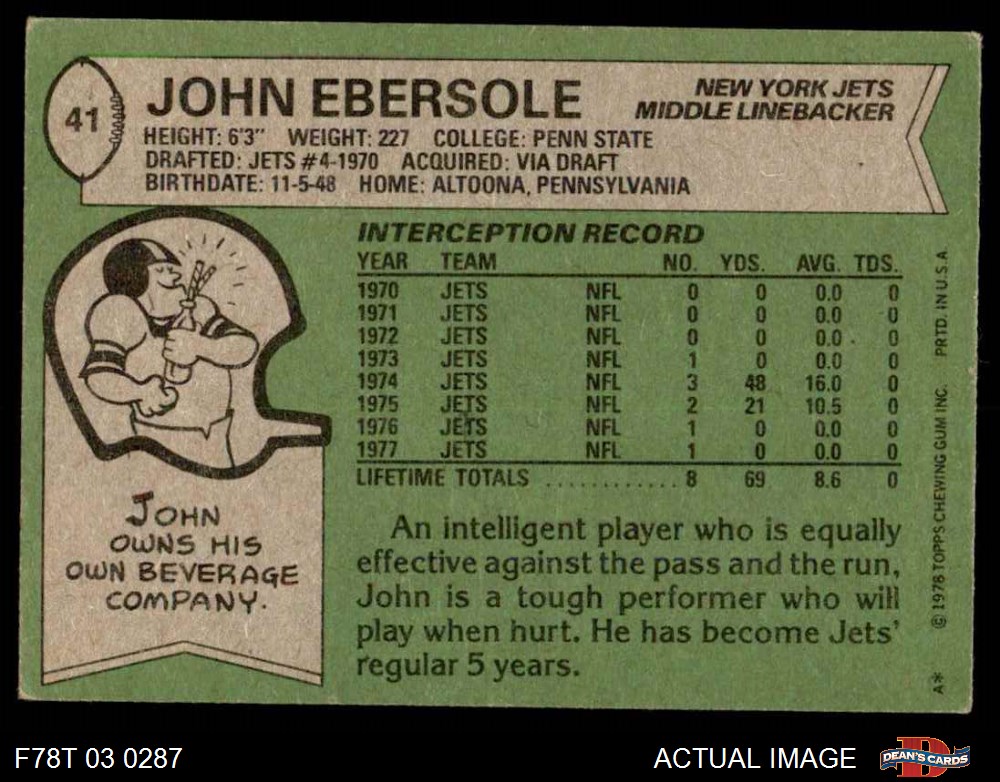 41
JOHN EBERSOLE
NEW YORK JETS
MIDDLE LINEBACKER
HEIGHT: 6'3" WEIGHT: 227 COLLEGE: PENN STATE
DRAFTED: JETS #4-1970 ACQUIRED: VIA DRAFT
BIRTHDATE: 11-5-48 HOME: ALTOONA, PENNSYLVANIA
INTERCEPTION RECORD
YEAR TEAM NO. YDS. AVG. TDS.
1970 JETS NFL 0 0 0.0 0
1971 JETS NFL 0 0 0.0 0
1972 JETS NFL 0 0 0.0 0
1973 JETS NFL 1 0 0.0 0
1974 JETS NFL 3 48 16.0 0
1975 JETS NFL 2 21 10.5 0
1976 JETS NFL 1 0 0.0 0
1977 JETS NFL 1 0 0.0 0
LIFETIME TOTALS ............ 8 69 8.6 0
JOHN
OWNS HIS
OWN BEVERAGE
COMPANY.
An intelligent player who is equally
effective against the pass and the run,
John is a tough performer who will
play when hurt. He has become Jets'
regular 5 years.
A* © 1978 TOPPS CHEWING GUM INC. PRTD. IN U.S.A
F78T 03 0287
ACTUAL IMAGE
DEAN'S CARDS